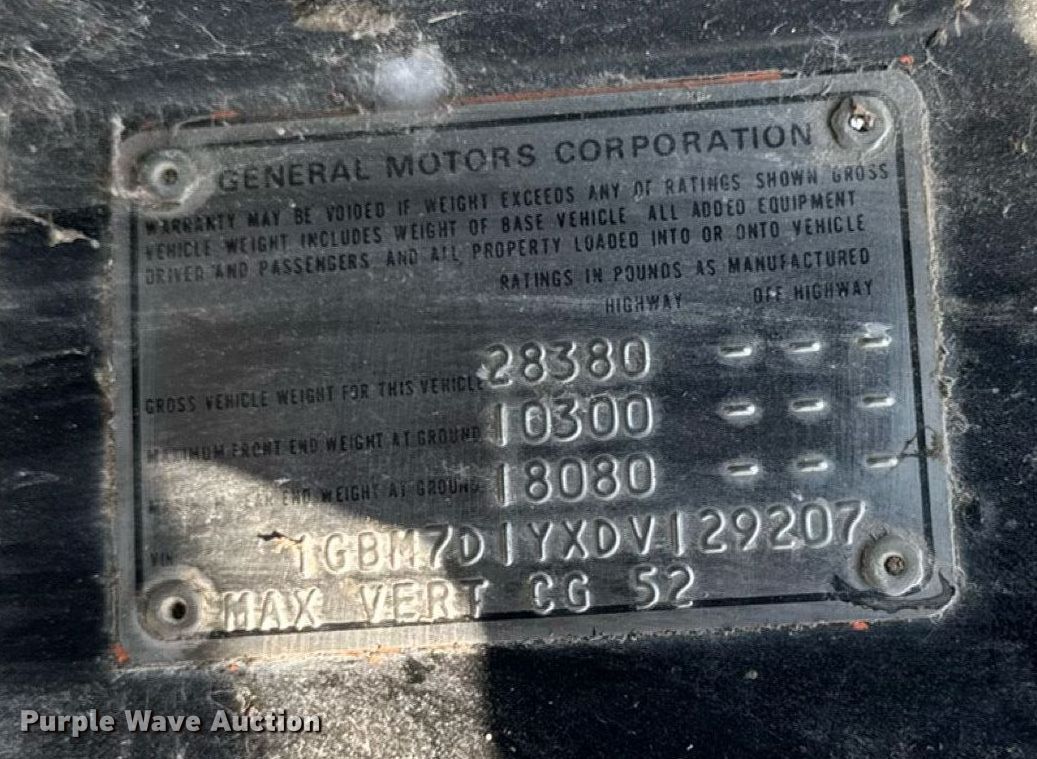 GENERAL MOTORS CORPORATION
WARRANTY MAY BE VOIDED IF WEIGHT EXCEEDS ANY OF RATINGS SHOWN GROSS
VEHICLE WEIGHT INCLUDES WEIGHT OF BASE VEHICLE ALL ADDED EQUIPMENT
DRIVER AND PASSENGERS AND ALL PROPERTY LOADED INTO OR ONTO VEHICLE
RATINGS IN POUNDS AS MANUFACTURED
HIGHWAY OFF HIGHWAY
GROSS VEHICLE WEIGHT FOR THIS VEHICLE 28380 - - -
MAXIMUM FRONT END WEIGHT AT GROUND 10300 - - -
END WEIGHT AT GROUND 18080 - - -
VIN 1GBM7D1YXDV129207
MAX VERT CG 52
Purple Wave Auction